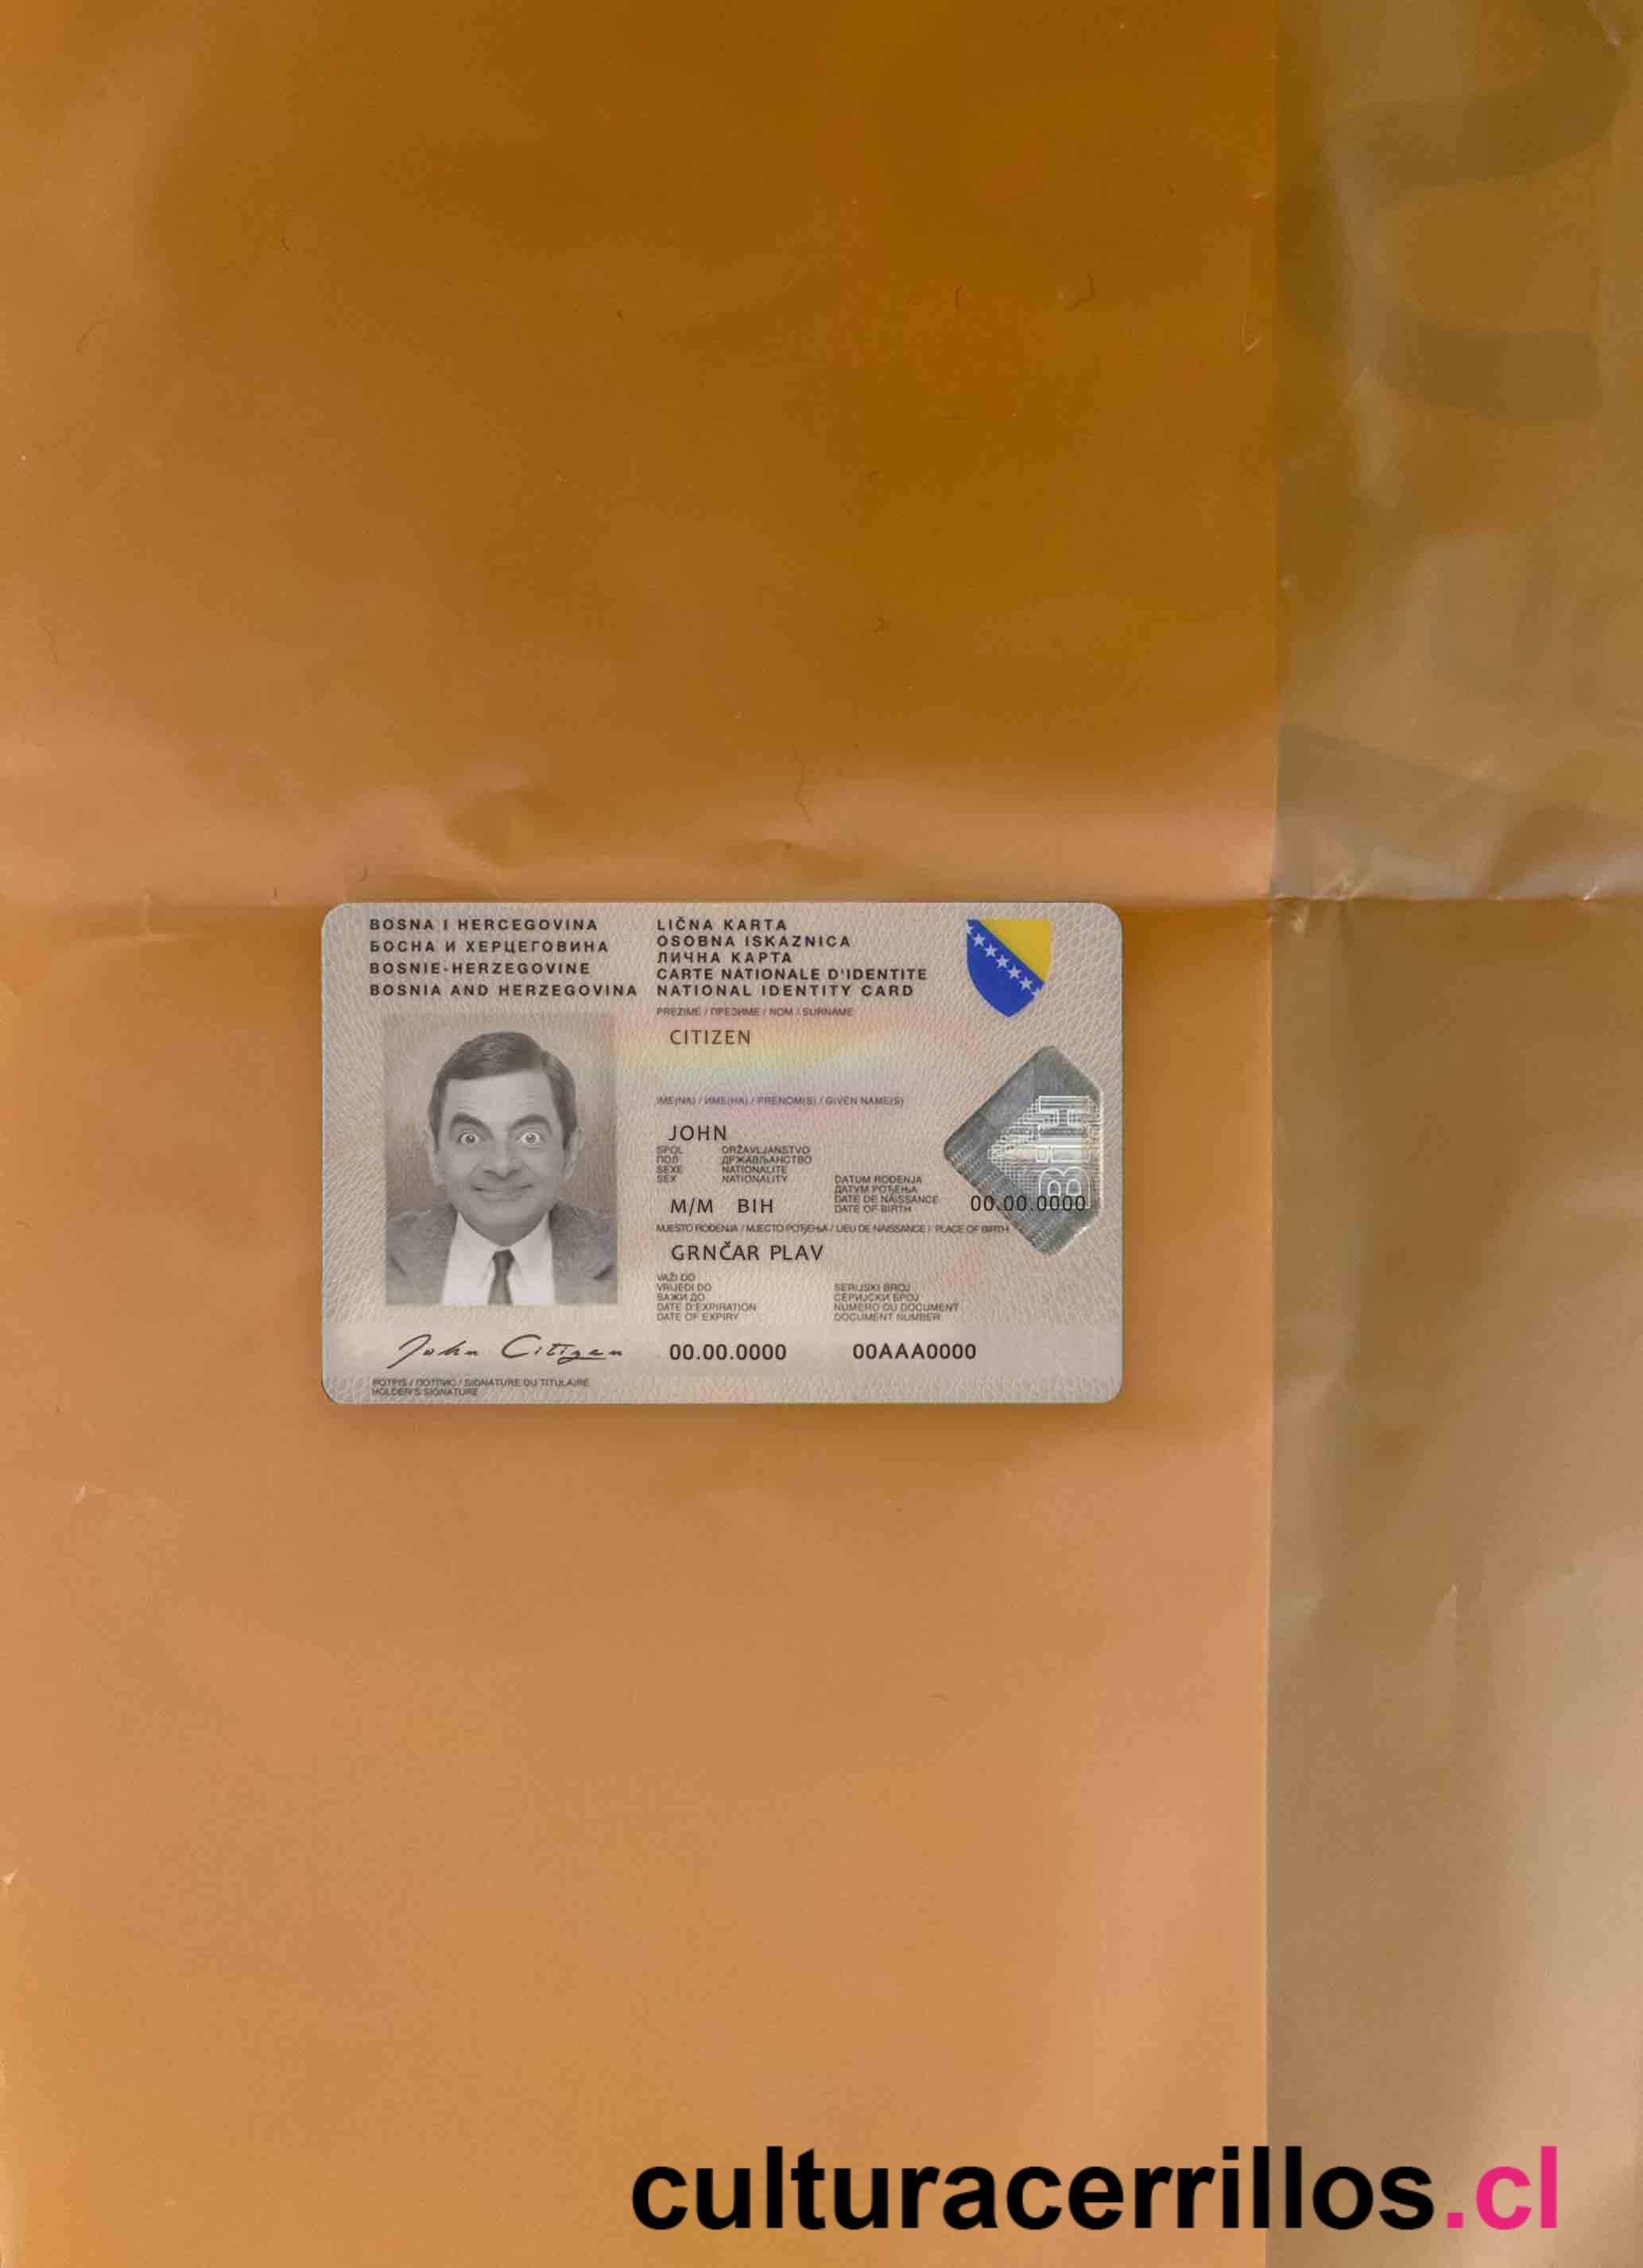 BOSNA I HERCEGOVINA
БОСНА И ХЕРЦЕГОВИНА
BOSNIE-HERZEGOVINE
BOSNIA AND HERZEGOVINA
LIČNA KARTA
OSOBNA ISKAZNICA
ЛИЧНА КАРТА
CARTE NATIONALE D'IDENTITE
NATIONAL IDENTITY CARD
PREZIME / ПРЕЗИМЕ / NOM / SURNAME
CITIZEN
IME(NA) / ИМЕ(НА) / PRENOM(S) / GIVEN NAME(S)
JOHN
SPOL
ПОЛ
SEXE
SEX
DRŽAVLJANSTVO
ДРЖАВЉАНСТВО
NATIONALITE
NATIONALITY
M/M BIH
DATUM ROĐENJA
ДАТУМ РОЂЕЊА
DATE DE NAISSANCE
DATE OF BIRTH
00.00.0000
BIH
MJESTO ROĐENJA / МЈЕСТО РОЂЕЊА / LIEU DE NAISSANCE / PLACE OF BIRTH
GRNČAR PLAV
VAŽI DO
VRIJEDI DO
ВАЖИ ДО
DATE D'EXPIRATION
DATE OF EXPIRY
00.00.0000
SERIJSKI BROJ
СЕРИЈСКИ БРОЈ
NUMERO DU DOCUMENT
DOCUMENT NUMBER
00AAA0000
John Citizen
POTPIS / ПОТПИС / SIGNATURE DU TITULAIRE
HOLDER'S SIGNATURE
culturacerrillos.cl